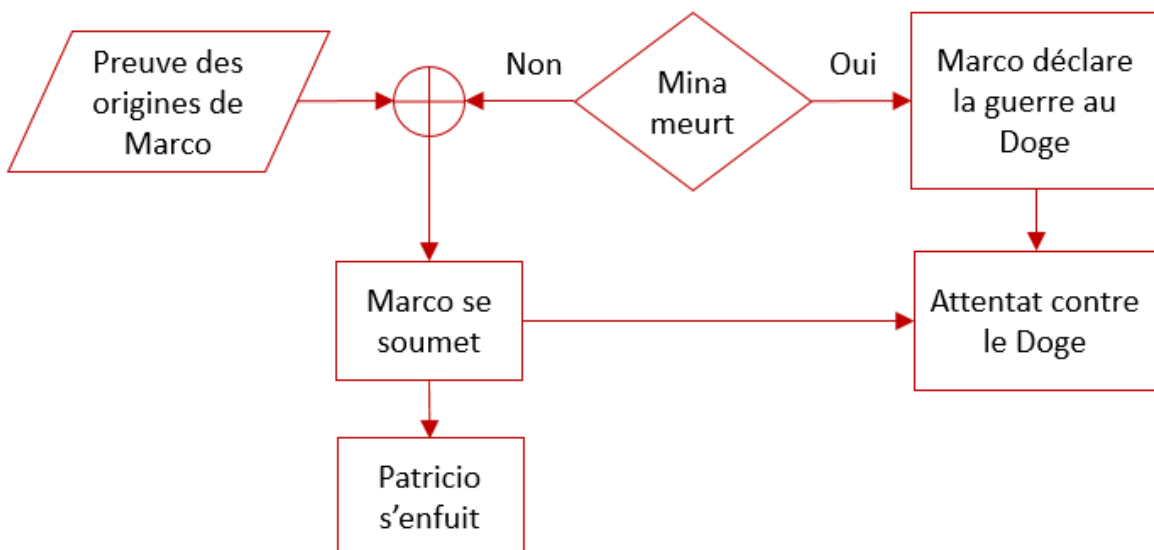 Preuve des
origines de
Marco
Non
Mina
meurt
Oui
Marco déclare
la guerre au
Doge
Marco se
soumet
Attentat contre
le Doge
Patricio
s’enfuit